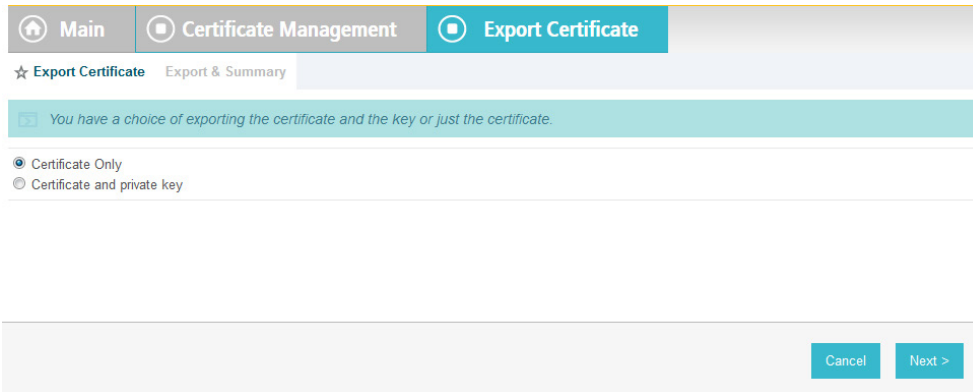 Main Certificate Management Export Certificate
Export Certificate Export & Summary
You have a choice of exporting the certificate and the key or just the certificate.
Certificate Only
Certificate and private key
Cancel Next >